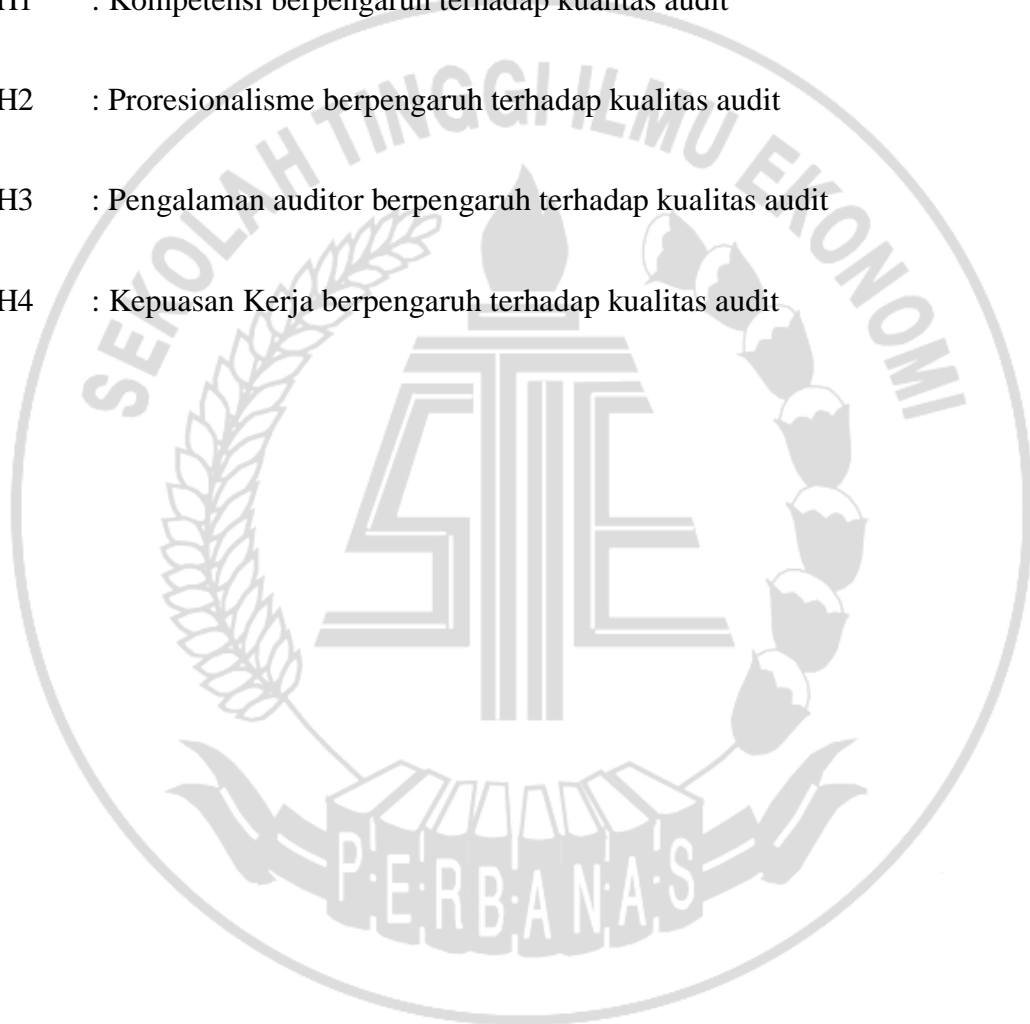 H1 : Kompetensi berpengaruh terhadap kualitas audit
H2 : Proresionalisme berpengaruh terhadap kualitas audit
H3 : Pengalaman auditor berpengaruh terhadap kualitas audit
H4 : Kepuasan Kerja berpengaruh terhadap kualitas audit
SEKOLAH TINGGI ILMU EKONOMI
STIE
P·E·R·B·A·N·A·S